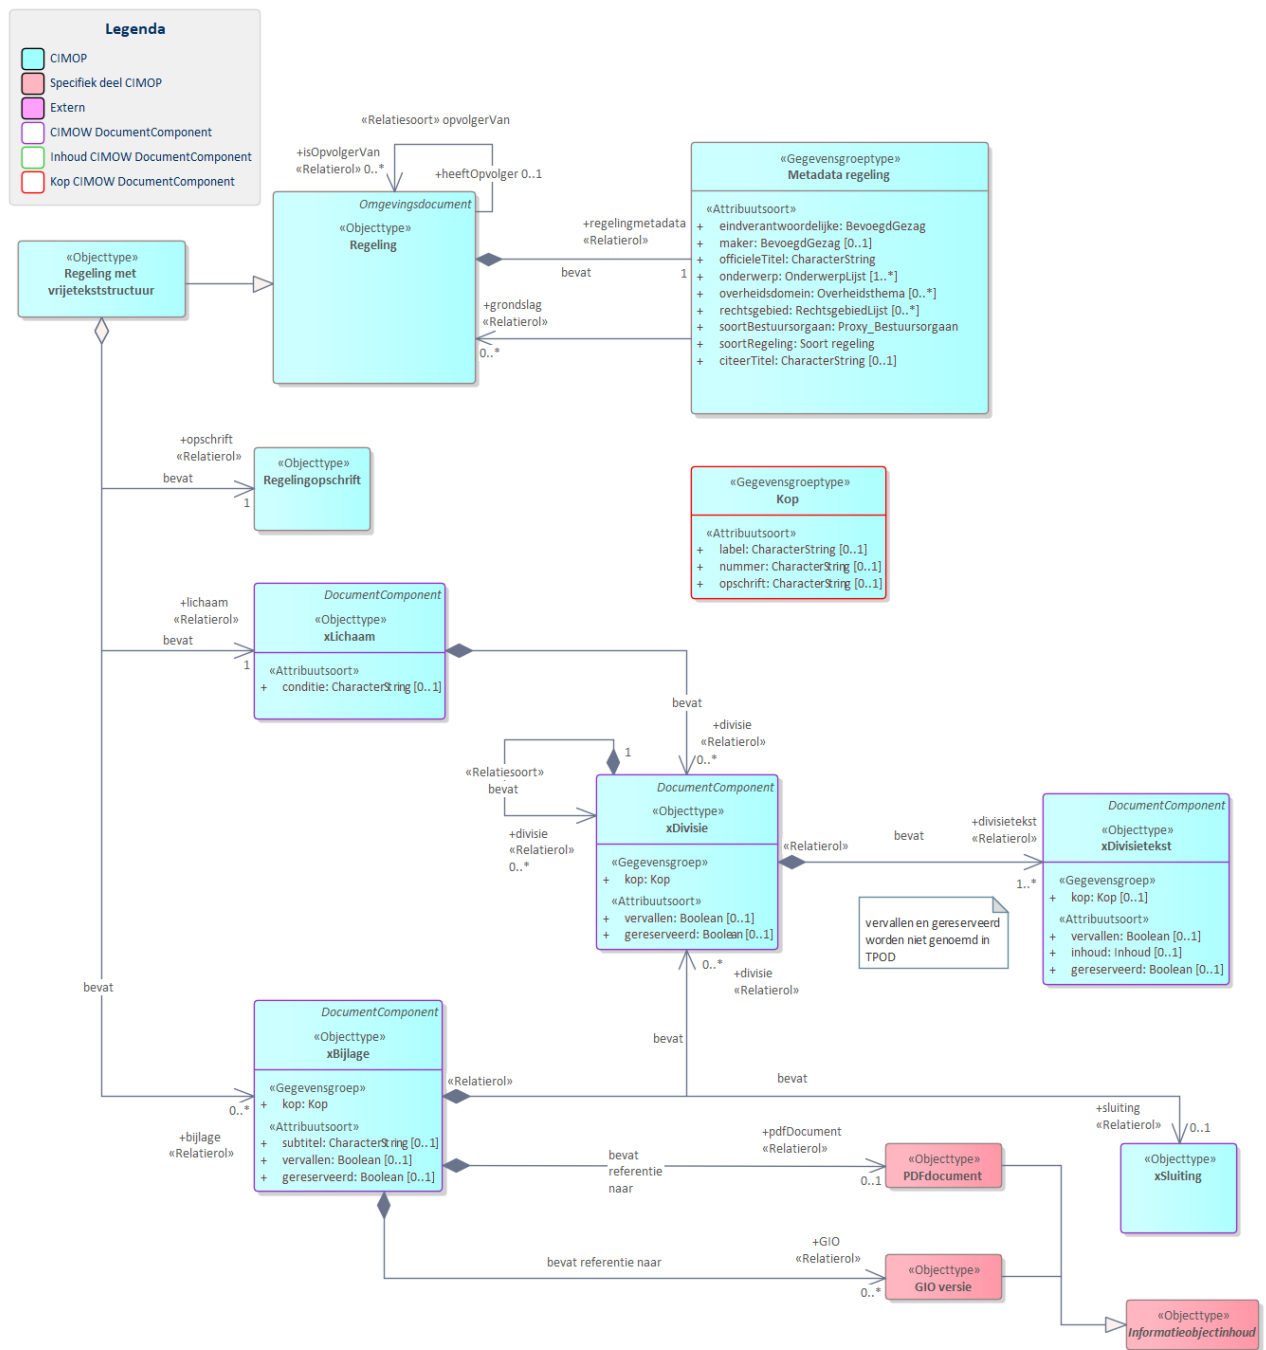 Legenda
CIMOP
Specifiek deel CIMOP
Extern
CIMOW DocumentComponent
Inhoud CIMOW DocumentComponent
Kop CIMOW DocumentComponent
«Relatiesoort» opvolgerVan
+isOpvolgerVan
«Relatierol» 0..*
+heeftOpvolger 0..1
Omgevingsdocument
«Objecttype»
Regeling
+regelingmetadata
«Relatierol»
bevat
1
+grondslag
«Relatierol»
0..*
«Gegevensgroeptype»
Metadata regeling
«Attribuutsoort»
+ eindverantwoordelijke: BevoegdGezag
+ maker: BevoegdGezag [0..1]
+ officieleTitel: CharacterString
+ onderwerp: OnderwerpLijst [1..*]
+ overheidsdomein: Overheidsthema [0..*]
+ rechtsgebied: RechtsgebiedLijst [0..*]
+ soortBestuursorgaan: Proxy_Bestuursorgaan
+ soortRegeling: Soort regeling
+ citeerTitel: CharacterString [0..1]
«Objecttype»
Regeling met
vrijetekststructuur
+opschrift
«Relatierol»
bevat
1
«Objecttype»
Regelingopschrift
«Gegevensgroeptype»
Kop
«Attribuutsoort»
+ label: CharacterString [0..1]
+ nummer: CharacterString [0..1]
+ opschrift: CharacterString [0..1]
+lichaam
«Relatierol»
bevat
1
DocumentComponent
«Objecttype»
xLichaam
«Attribuutsoort»
+ conditie: CharacterString [0..1]
bevat
+divisie
«Relatierol»
0..*
1
«Relatiesoort»
bevat
+divisie
«Relatierol»
0..*
DocumentComponent
«Objecttype»
xDivisie
«Gegevensgroep»
+ kop: Kop
«Attribuutsoort»
+ vervallen: Boolean [0..1]
+ gereserveerd: Boolean [0..1]
«Relatierol»
bevat
+divisietekst
«Relatierol»
1..*
DocumentComponent
«Objecttype»
xDivisietekst
«Gegevensgroep»
+ kop: Kop [0..1]
«Attribuutsoort»
+ vervallen: Boolean [0..1]
+ inhoud: Inhoud [0..1]
+ gereserveerd: Boolean [0..1]
vervallen en gereserveerd
worden niet genoemd in
TPOD
0..*
+divisie
«Relatierol»
bevat
bevat
0..*
+bijlage
«Relatierol»
DocumentComponent
«Objecttype»
xBijlage
«Gegevensgroep»
+ kop: Kop
«Attribuutsoort»
+ subtitel: CharacterString [0..1]
+ vervallen: Boolean [0..1]
+ gereserveerd: Boolean [0..1]
«Relatierol»
bevat
+sluiting
«Relatierol»
0..1
«Objecttype»
xSluiting
bevat
referentie
naar
+pdfDocument
«Relatierol»
0..1
«Objecttype»
PDFdocument
bevat referentie naar
+GIO
«Relatierol»
0..*
«Objecttype»
GIO versie
«Objecttype»
Informatieobjectinhoud